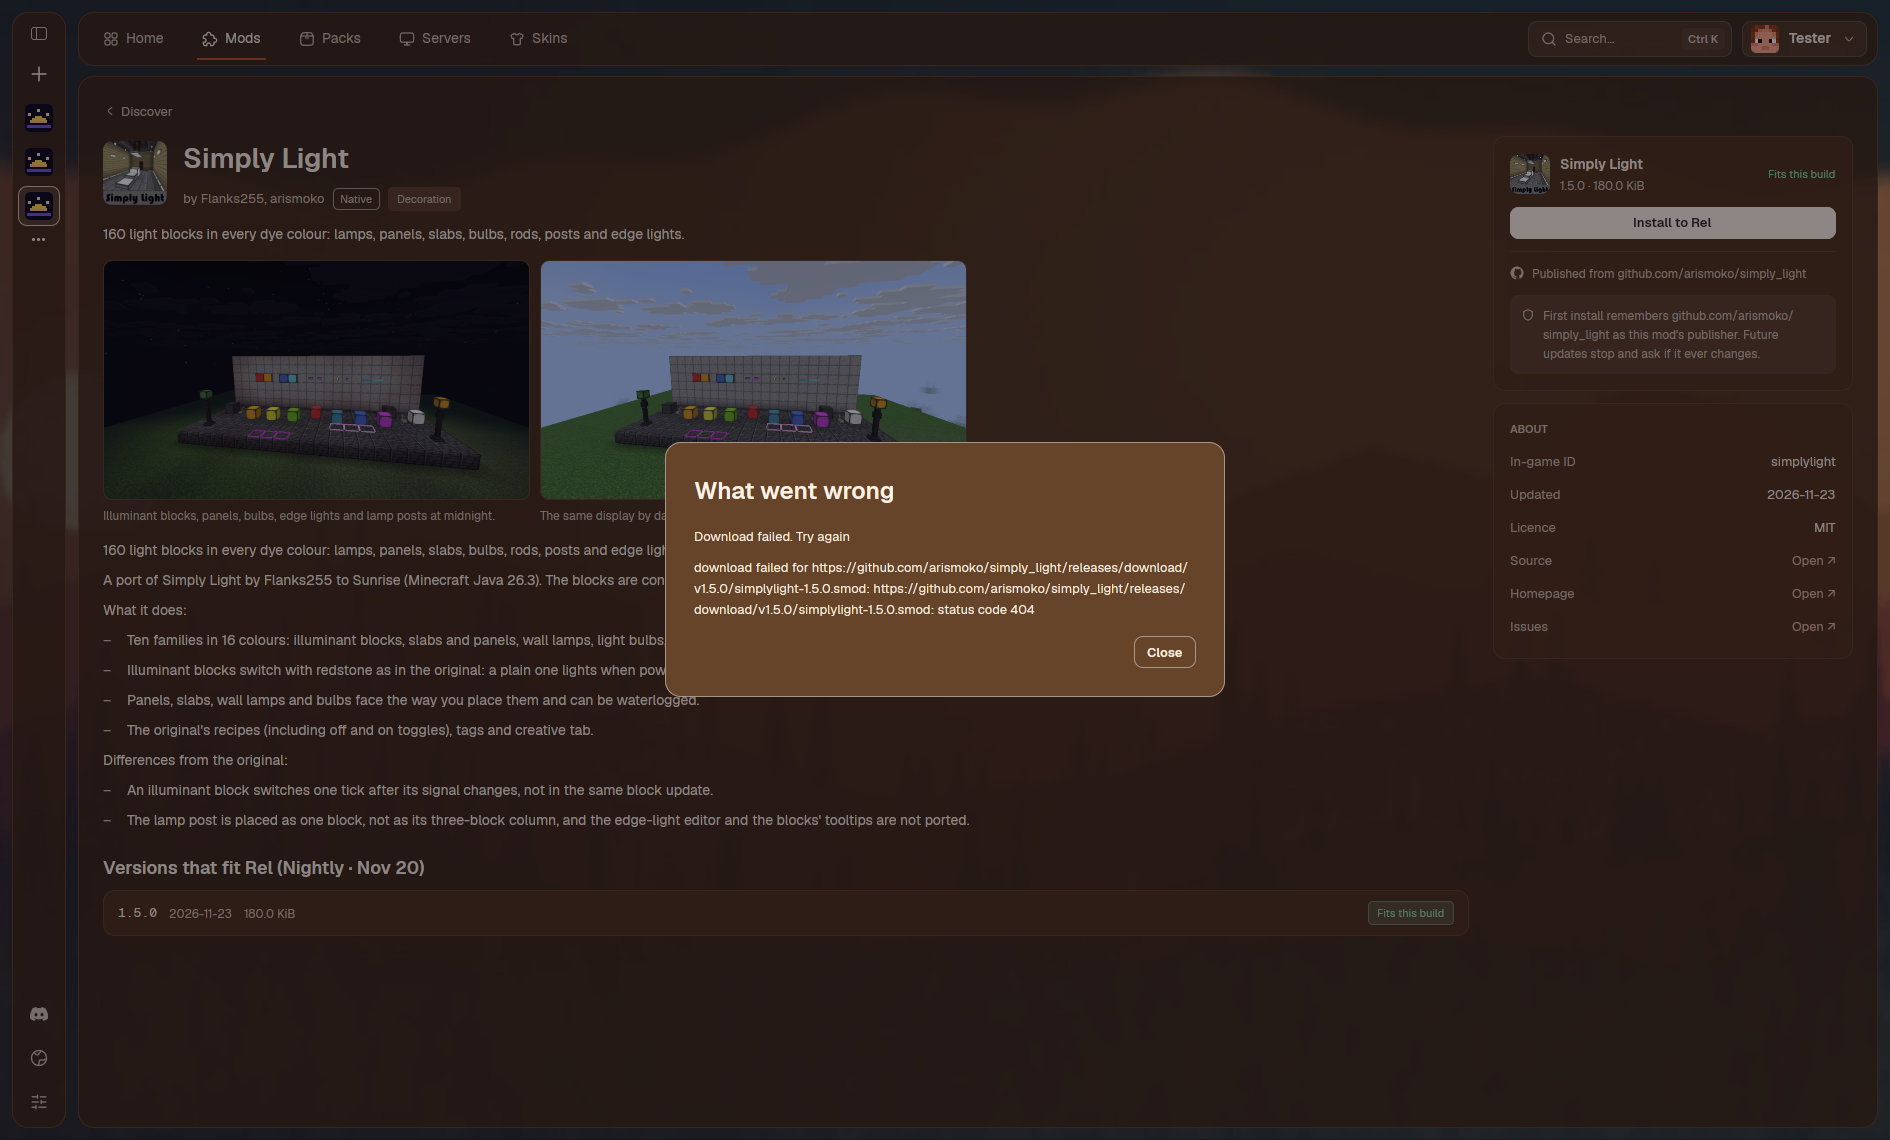 Home
Mods
Packs
Servers
Skins
Search...
Ctrl K
Tester
Discover
Simply Light
Simply Light
by Flanks255, arismoko
Native
Decoration
160 light blocks in every dye colour: lamps, panels, slabs, bulbs, rods, posts and edge lights.
Illuminant blocks, panels, bulbs, edge lights and lamp posts at midnight.
The same display by da
160 light blocks in every dye colour: lamps, panels, slabs, bulbs, rods, posts and edge ligh
A port of Simply Light by Flanks255 to Sunrise (Minecraft Java 26.3). The blocks are con
What it does:
– Ten families in 16 colours: illuminant blocks, slabs and panels, wall lamps, light bulbs,
– Illuminant blocks switch with redstone as in the original: a plain one lights when pow
– Panels, slabs, wall lamps and bulbs face the way you place them and can be waterlogged.
– The original's recipes (including off and on toggles), tags and creative tab.
Differences from the original:
– An illuminant block switches one tick after its signal changes, not in the same block update.
– The lamp post is placed as one block, not as its three-block column, and the edge-light editor and the blocks' tooltips are not ported.
Versions that fit Rel (Nightly · Nov 20)
1.5.0 2026-11-23 180.0 KiB
Fits this build
What went wrong
Download failed. Try again
download failed for https://github.com/arismoko/simply_light/releases/download/
v1.5.0/simplylight-1.5.0.smod: https://github.com/arismoko/simply_light/releases/
download/v1.5.0/simplylight-1.5.0.smod: status code 404
Close
Simply Light
1.5.0 · 180.0 KiB
Fits this build
Install to Rel
Published from github.com/arismoko/simply_light
First install remembers github.com/arismoko/
simply_light as this mod's publisher. Future
updates stop and ask if it ever changes.
ABOUT
In-game ID simplylight
Updated 2026-11-23
Licence MIT
Source Open ↗
Homepage Open ↗
Issues Open ↗